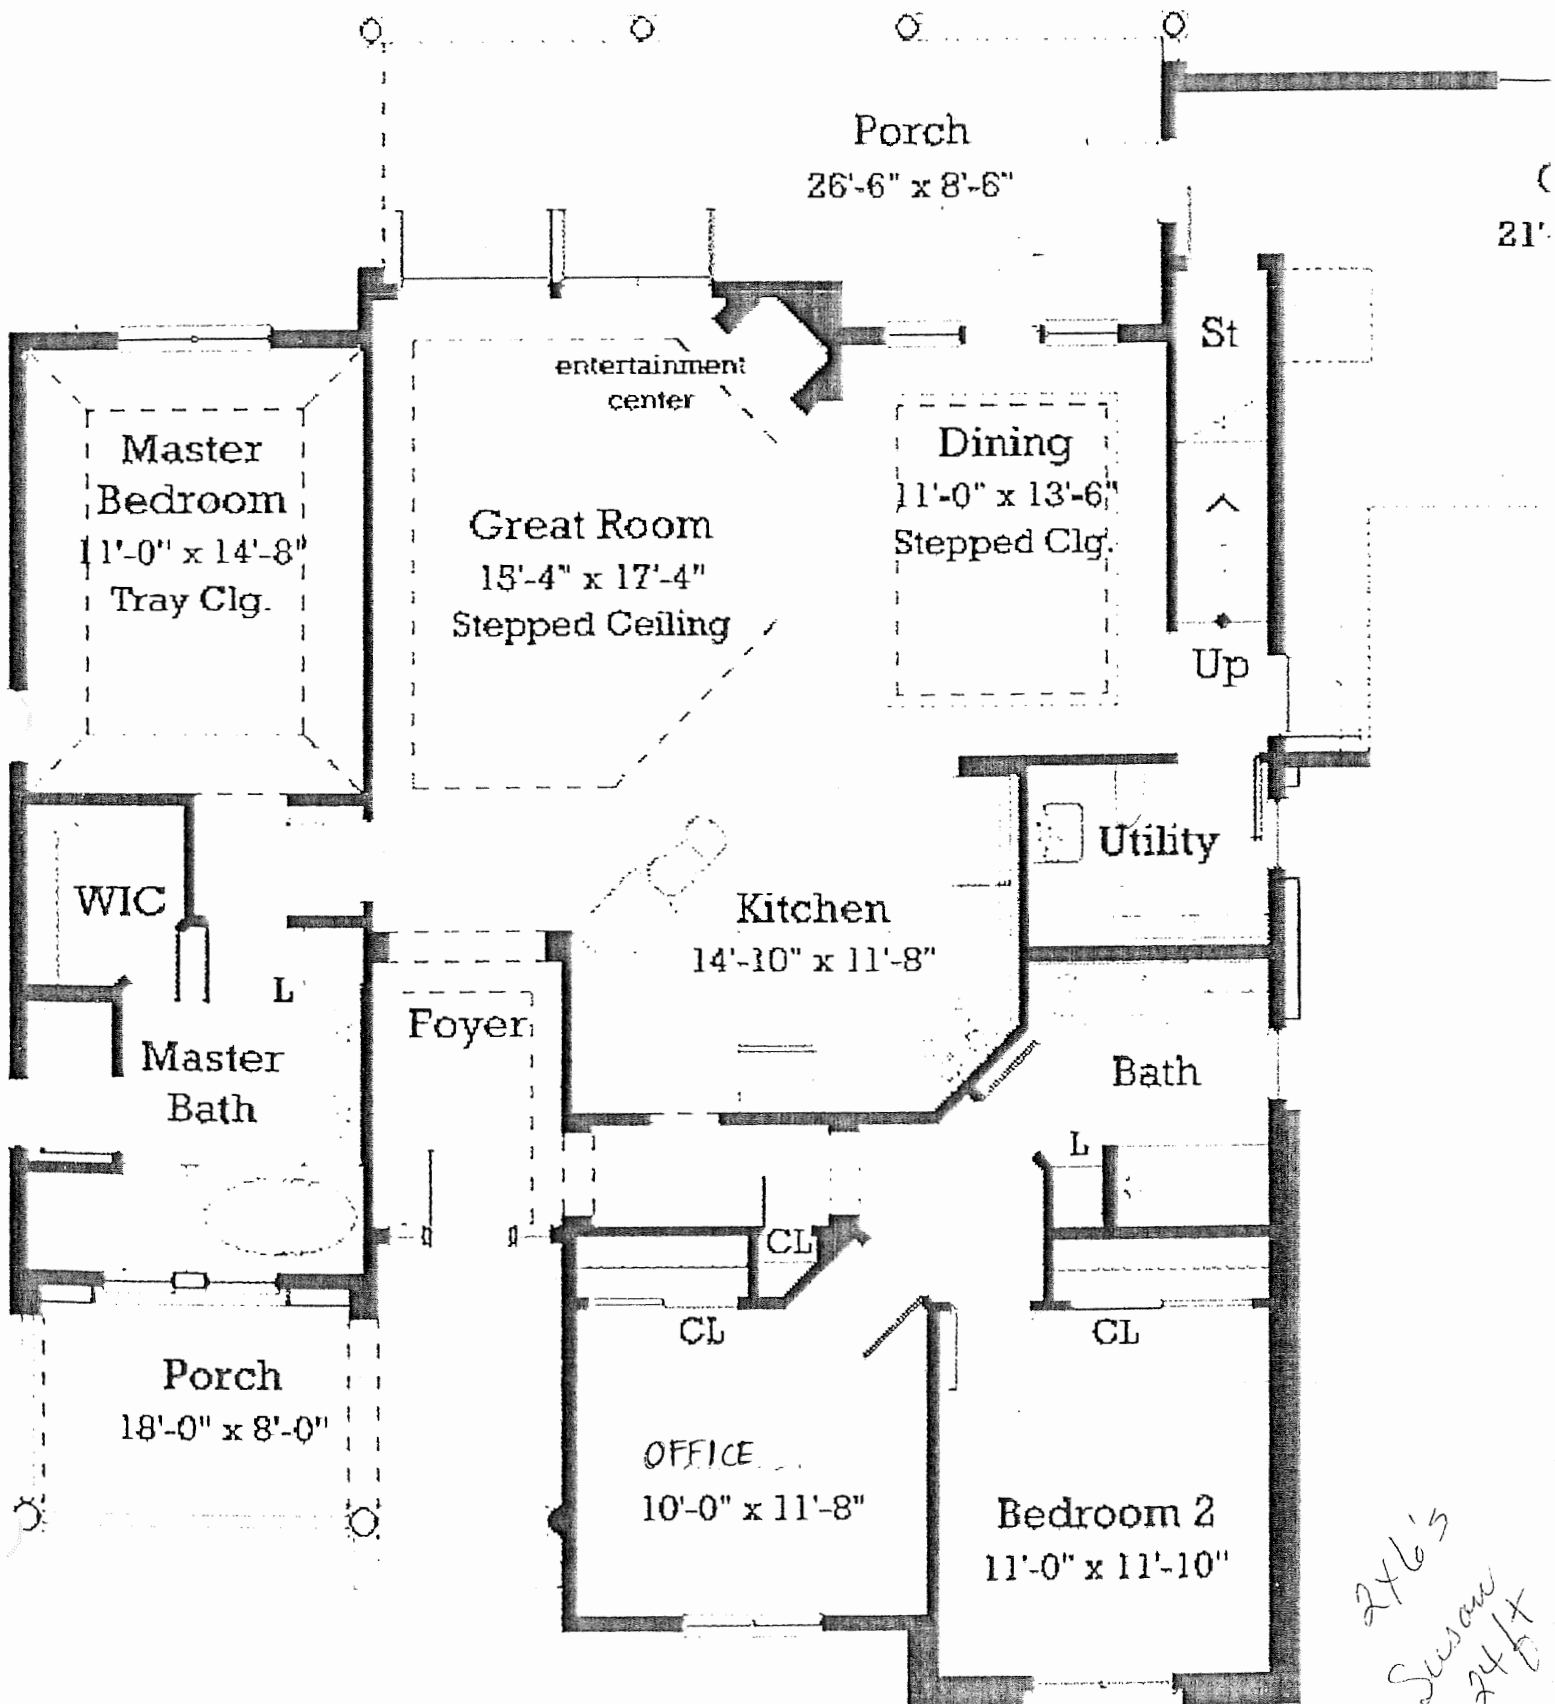 Porch
26'-6" x 8'-6"
21'-
St
entertainment
center
Master
Bedroom
11'-0" x 14'-8"
Tray Clg.
Great Room
15'-4" x 17'-4"
Stepped Ceiling
Dining
11'-0" x 13'-6"
Stepped Clg.
Up
Utility
WIC
Kitchen
14'-10" x 11'-8"
L
Foyer
Master
Bath
Bath
L
CL
CL
CL
Porch
18'-0" x 8'-0"
OFFICE
10'-0" x 11'-8"
Bedroom 2
11'-0" x 11'-10"
2x6's
Susan
24ft